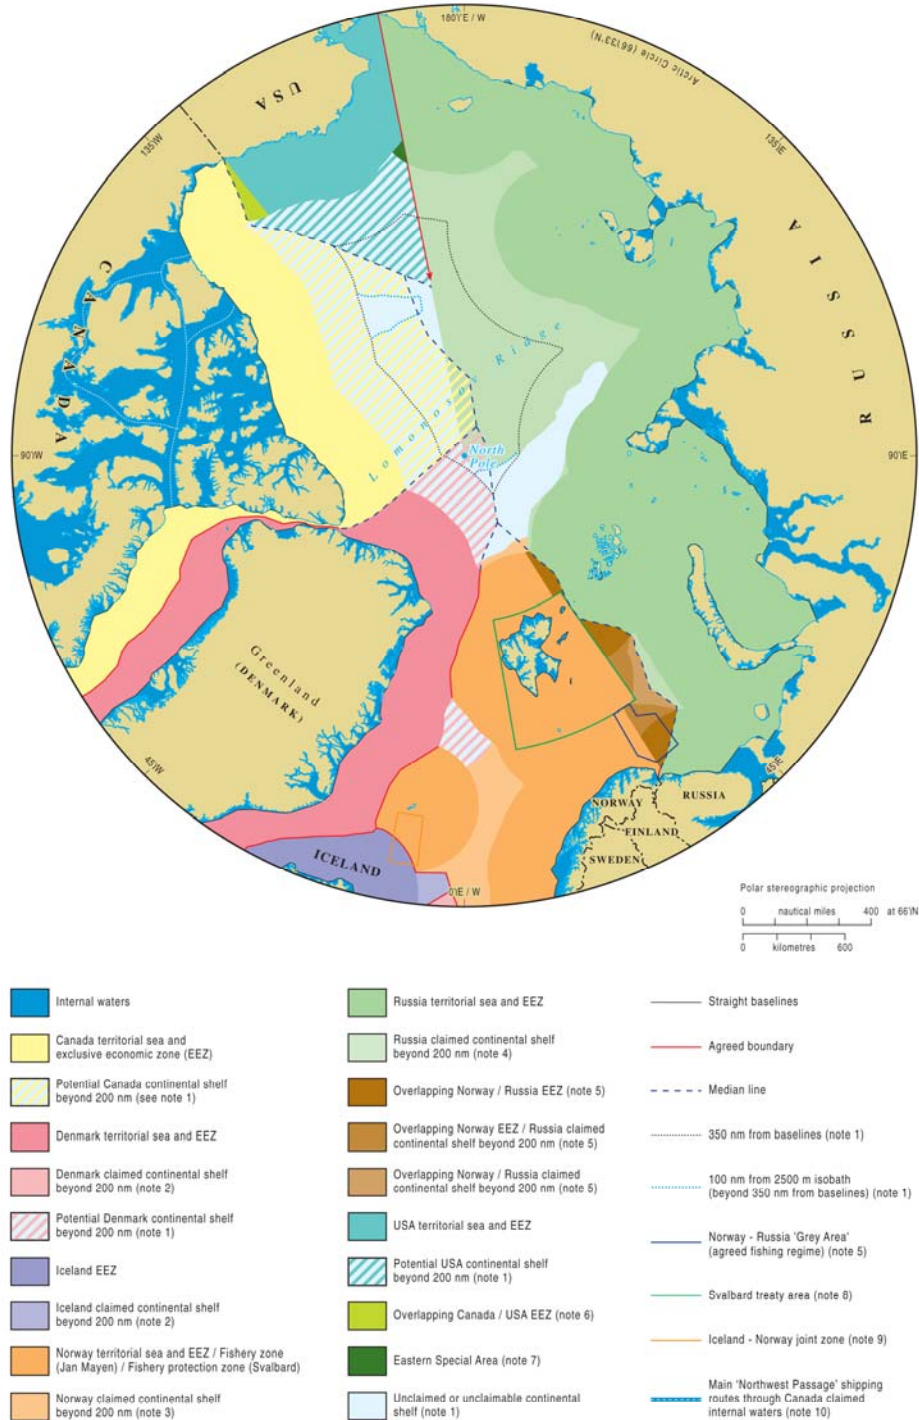 180°E / W
Arctic Circle (66°33'N)
USA
135°W
135°E
CANADA
RUSSIA
Lomonosov Ridge
90°W
North
Pole
90°E
Greenland
(DENMARK)
45°W
45°E
NORWAY
RUSSIA
FINLAND
SWEDEN
ICELAND
0°E / W
Polar stereographic projection
0 nautical miles 400 at 66°N
0 kilometres 600
Internal waters
Canada territorial sea and
exclusive economic zone (EEZ)
Potential Canada continental shelf
beyond 200 nm (see note 1)
Denmark territorial sea and EEZ
Denmark claimed continental shelf
beyond 200 nm (note 2)
Potential Denmark continental shelf
beyond 200 nm (note 1)
Iceland EEZ
Iceland claimed continental shelf
beyond 200 nm (note 2)
Norway territorial sea and EEZ / Fishery zone
(Jan Mayen) / Fishery protection zone (Svalbard)
Norway claimed continental shelf
beyond 200 nm (note 3)
Russia territorial sea and EEZ
Russia claimed continental shelf
beyond 200 nm (note 4)
Overlapping Norway / Russia EEZ (note 5)
Overlapping Norway EEZ / Russia claimed
continental shelf beyond 200 nm (note 5)
Overlapping Norway / Russia claimed
continental shelf beyond 200 nm (note 5)
USA territorial sea and EEZ
Potential USA continental shelf
beyond 200 nm (note 1)
Overlapping Canada / USA EEZ (note 6)
Eastern Special Area (note 7)
Unclaimed or unclaimable continental
shelf (note 1)
Straight baselines
Agreed boundary
Median line
350 nm from baselines (note 1)
100 nm from 2500 m isobath
(beyond 350 nm from baselines) (note 1)
Norway - Russia 'Grey Area'
(agreed fishing regime) (note 5)
Svalbard treaty area (note 8)
Iceland - Norway joint zone (note 9)
Main 'Northwest Passage' shipping
routes through Canada claimed
internal waters (note 10)